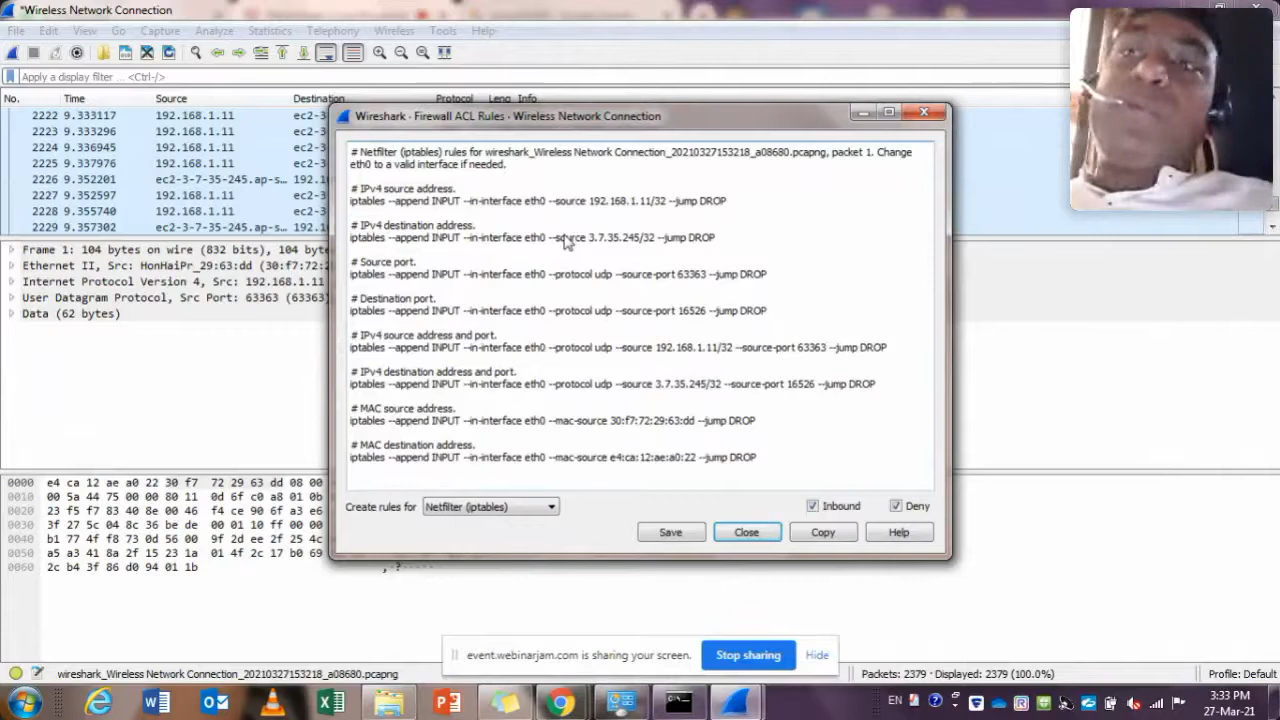 *Wireless Network Connection
File Edit View Go Capture Analyze Statistics Telephony Wireless Tools Help
Apply a display filter ... <Ctrl-/>
No. Time Source Destination Protocol Leng Info
2222 9.333117 192.168.1.11 ec2-3
2223 9.333296 192.168.1.11 ec2-3
2224 9.336945 192.168.1.11 ec2-3
2225 9.337976 192.168.1.11 ec2-3
2226 9.352201 ec2-3-7-35-245.ap-s... 192.1
2227 9.352597 192.168.1.11 ec2-3
2228 9.355740 192.168.1.11 ec2-3
2229 9.357302 ec2-3-7-35-245.ap-s... 192.1
Frame 1: 104 bytes on wire (832 bits), 104
Ethernet II, Src: HonHaiPr_29:63:dd (30:f7:72:2
Internet Protocol Version 4, Src: 192.168.1.11
User Datagram Protocol, Src Port: 63363 (63363)
Data (62 bytes)
0000 e4 ca 12 ae a0 22 30 f7 72 29 63 dd 08 00
0010 00 5a 44 75 00 00 80 11 0d 6f c0 a8 01 0b
0020 23 f5 f7 83 40 8e 00 46 f4 ce 90 6f a3 e6
0030 3f 27 5c 04 8c 36 be de 00 01 10 ff 00 00
0040 b1 77 4f f8 73 0d 56 00 9f 2d ee 2f 25 4c
0050 a5 a3 41 8a 2f 15 23 1a 01 4f 2c 17 b0 69
0060 2c b4 3f 86 d0 94 01 1b , ·?·····
Wireshark · Firewall ACL Rules · Wireless Network Connection
# Netfilter (iptables) rules for wireshark_Wireless Network Connection_20210327153218_a08680.pcapng, packet 1. Change
eth0 to a valid interface if needed.
# IPv4 source address.
iptables --append INPUT --in-interface eth0 --source 192.168.1.11/32 --jump DROP
# IPv4 destination address.
iptables --append INPUT --in-interface eth0 --source 3.7.35.245/32 --jump DROP
# Source port.
iptables --append INPUT --in-interface eth0 --protocol udp --source-port 63363 --jump DROP
# Destination port.
iptables --append INPUT --in-interface eth0 --protocol udp --source-port 16526 --jump DROP
# IPv4 source address and port.
iptables --append INPUT --in-interface eth0 --protocol udp --source 192.168.1.11/32 --source-port 63363 --jump DROP
# IPv4 destination address and port.
iptables --append INPUT --in-interface eth0 --protocol udp --source 3.7.35.245/32 --source-port 16526 --jump DROP
# MAC source address.
iptables --append INPUT --in-interface eth0 --mac-source 30:f7:72:29:63:dd --jump DROP
# MAC destination address.
iptables --append INPUT --in-interface eth0 --mac-source e4:ca:12:ae:a0:22 --jump DROP
Create rules for Netfilter (iptables) Inbound Deny
Save Close Copy Help
event.webinarjam.com is sharing your screen. Stop sharing Hide
wireshark_Wireless Network Connection_20210327153218_a08680.pcapng Packets: 2379 · Displayed: 2379 (100.0%) Profile: Default
EN 3:33 PM
27-Mar-21